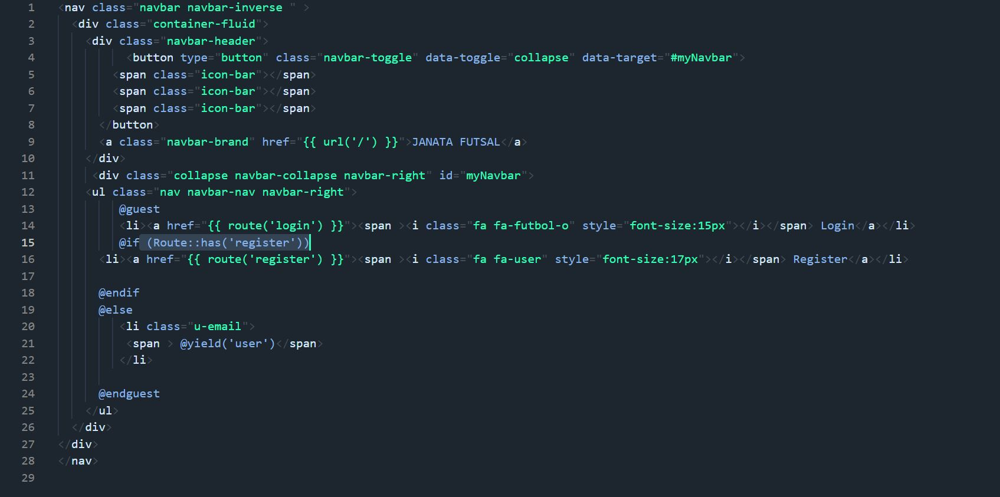 1 <nav class="navbar navbar-inverse " >
2 <div class="container-fluid">
3 <div class="navbar-header">
4 <button type="button" class="navbar-toggle" data-toggle="collapse" data-target="#myNavbar">
5 <span class="icon-bar"></span>
6 <span class="icon-bar"></span>
7 <span class="icon-bar"></span>
8 </button>
9 <a class="navbar-brand" href="{{ url('/') }}">JANATA FUTSAL</a>
10 </div>
11 <div class="collapse navbar-collapse navbar-right" id="myNavbar">
12 <ul class="nav navbar-nav navbar-right">
13 @guest
14 <li><a href="{{ route('login') }}"><span ><i class="fa fa-futbol-o" style="font-size:15px"></i></span> Login</a></li>
15 @if (Route::has('register'))
16 <li><a href="{{ route('register') }}"><span ><i class="fa fa-user" style="font-size:17px"></i></span> Register</a></li>
17
18 @endif
19 @else
20 <li class="u-email">
21 <span > @yield('user')</span>
22 </li>
23
24 @endguest
25 </ul>
26 </div>
27 </div>
28 </nav>
29